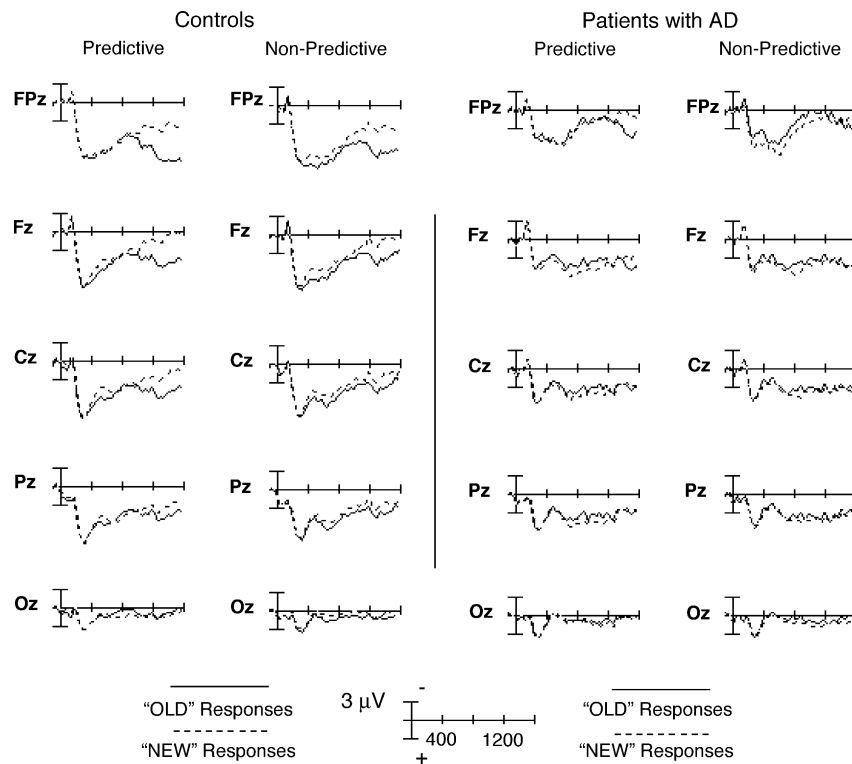 Controls Patients with AD
Predictive Non-Predictive Predictive Non-Predictive
FPz FPz FPz FPz
Fz Fz Fz Fz
Cz Cz Cz Cz
Pz Pz Pz Pz
Oz Oz Oz Oz
“OLD” Responses 3 µV - “OLD” Responses
400 1200
“NEW” Responses + “NEW” Responses